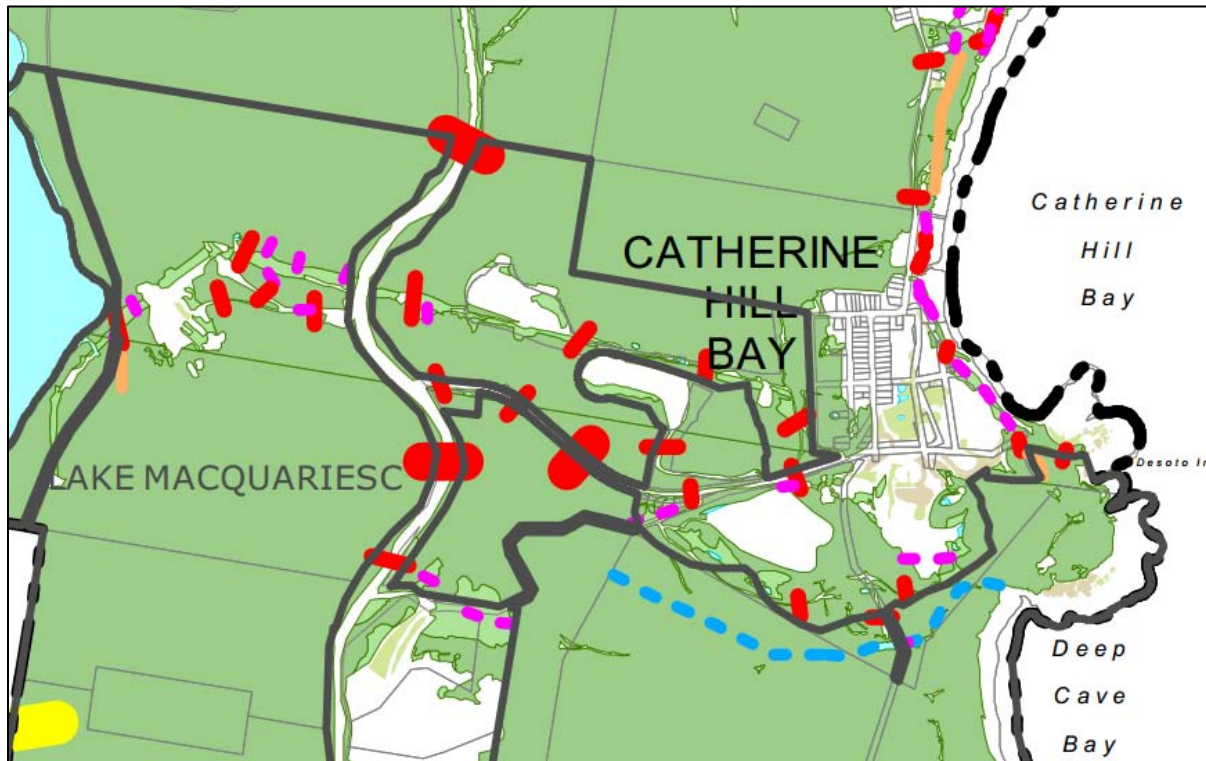 Catherine
Hill
Bay
CATHERINE
HILL
BAY
LAKE MACQUARIESC
Desoto In
Deep
Cave
Bay